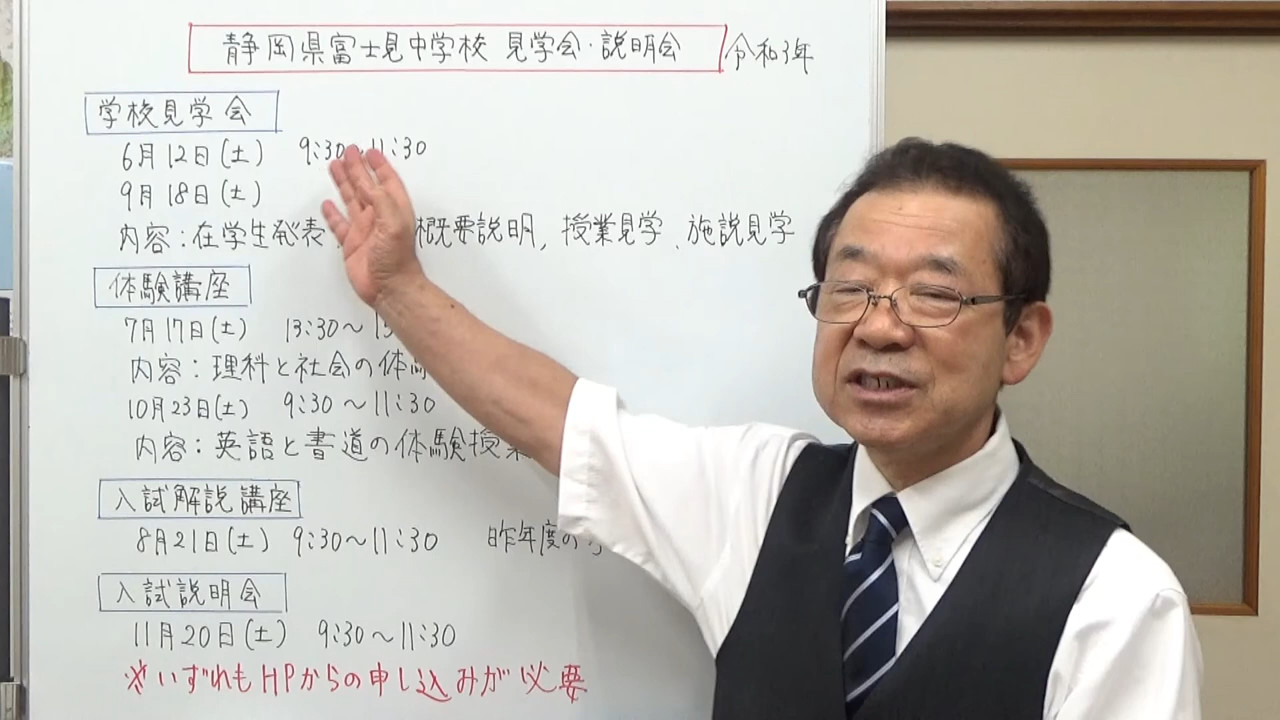 静岡県富士見中学校 見学会・説明会 令和3年
学校見学会
6月12日(土) 9:30~11:30
9月18日(土)
内容:在学生発表 概要説明, 授業見学、施説見学
体験講座
7月17日(土) 13:30~
内容:理科と社会の体
10月23日(土) 9:30~11:30
内容:英語と書道の体験授業
入試解説講座
8月21日(土) 9:30~11:30 昨年度の
入試説明会
11月20日(土) 9:30~11:30
※いずれもHPからの申し込みが必要